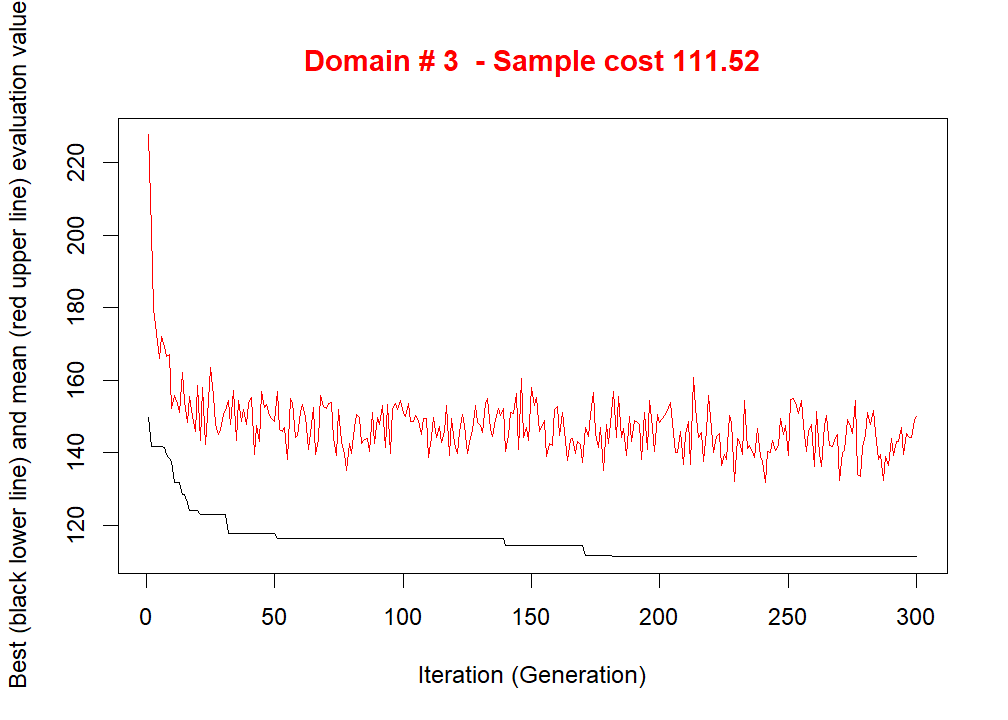 Domain # 3  - Sample cost 111.52
Best (black lower line) and mean (red upper line) evaluation value
220
200
180
160
140
120
0 50 100 150 200 250 300
Iteration (Generation)